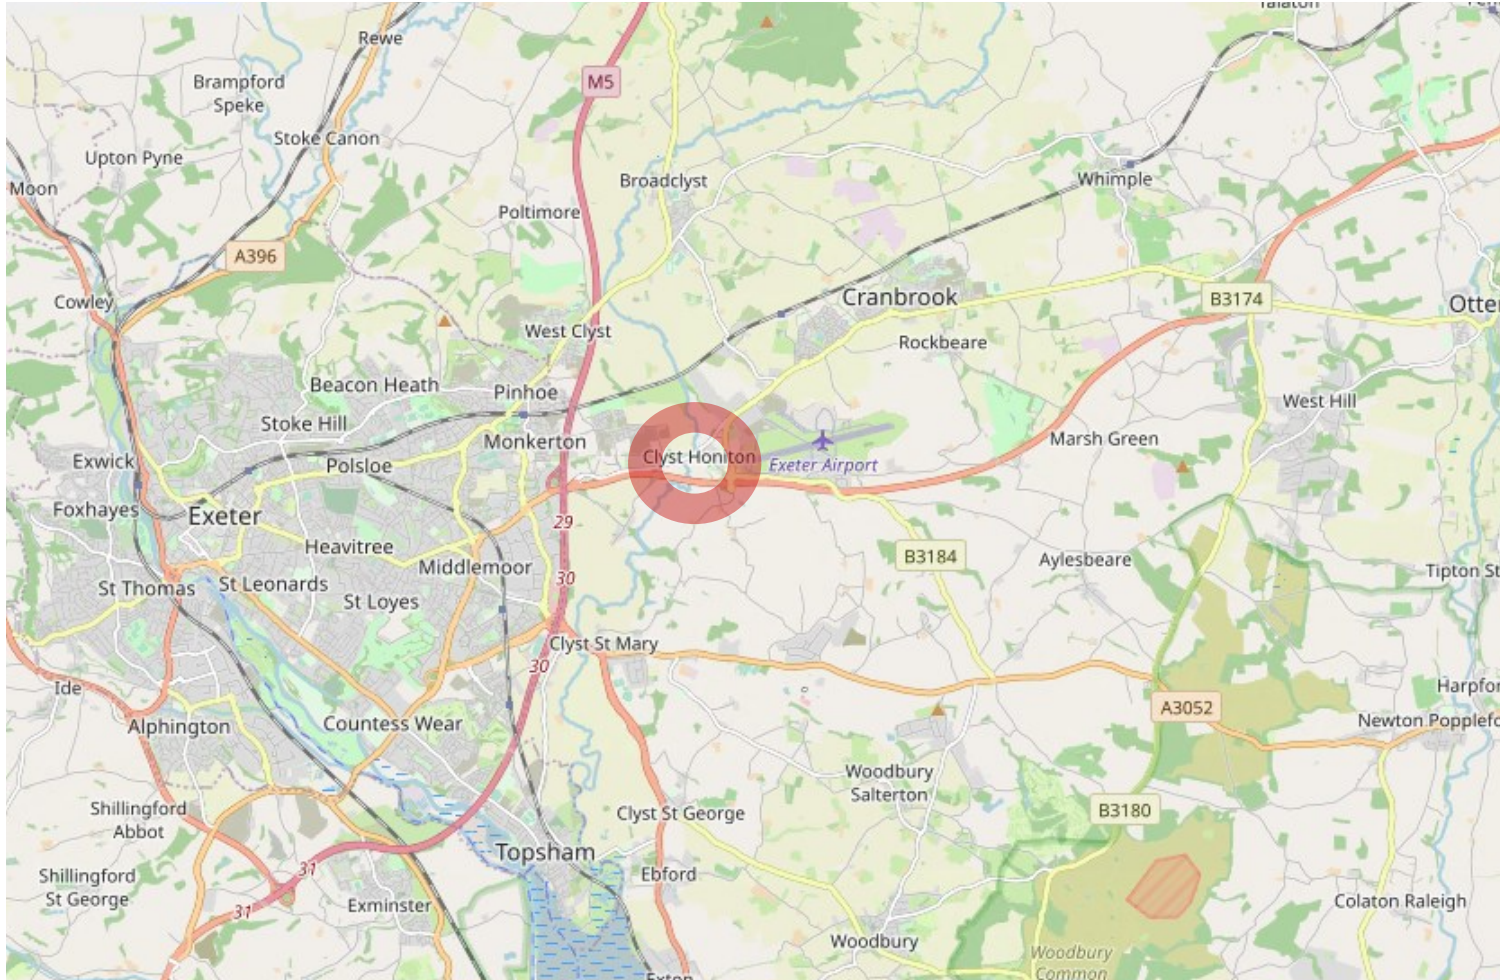 Talaton
Rewe
M5
Brampford
Speke
Stoke Canon
Upton Pyne
Moon
Broadclyst
Whimple
Poltimore
A396
Cowley
Cranbrook
B3174
Otter
West Clyst
Rockbeare
Beacon Heath
Pinhoe
West Hill
Stoke Hill
Monkerton
Marsh Green
Exwick
Polsloe
Clyst Honiton
Exeter Airport
Foxhayes
Exeter
29
Heavitree
B3184
Aylesbeare
Middlemoor
30
Tipton St
St Thomas
St Leonards
St Loyes
Clyst St Mary
30
Ide
Harpfor
A3052
Alphington
Countess Wear
Newton Popplefo
Woodbury
Salterton
Shillingford
Abbot
Clyst St George
B3180
Topsham
31
Ebford
Shillingford
St George
31
Exminster
Colaton Raleigh
Woodbury
Woodbury
Common
Exton